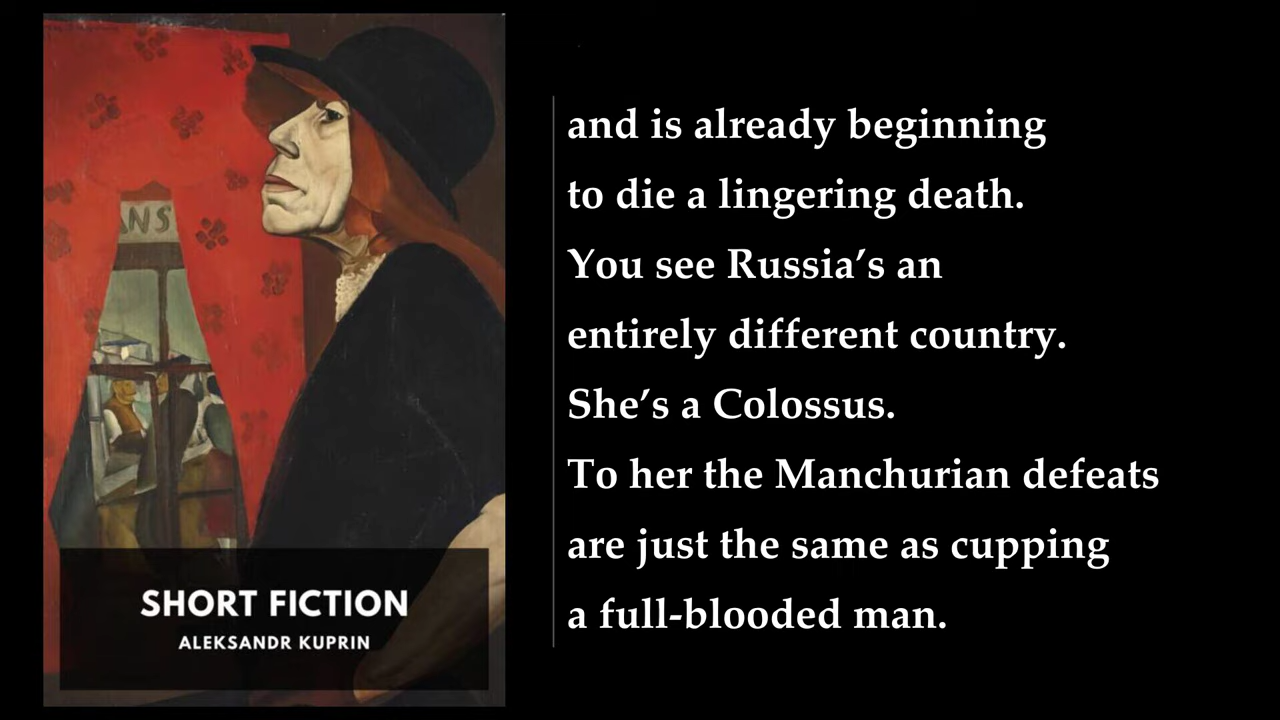 ANS
SHORT FICTION
ALEKSANDR KUPRIN
and is already beginning
to die a lingering death.
You see Russia’s an
entirely different country.
She’s a Colossus.
To her the Manchurian defeats
are just the same as cupping
a full-blooded man.